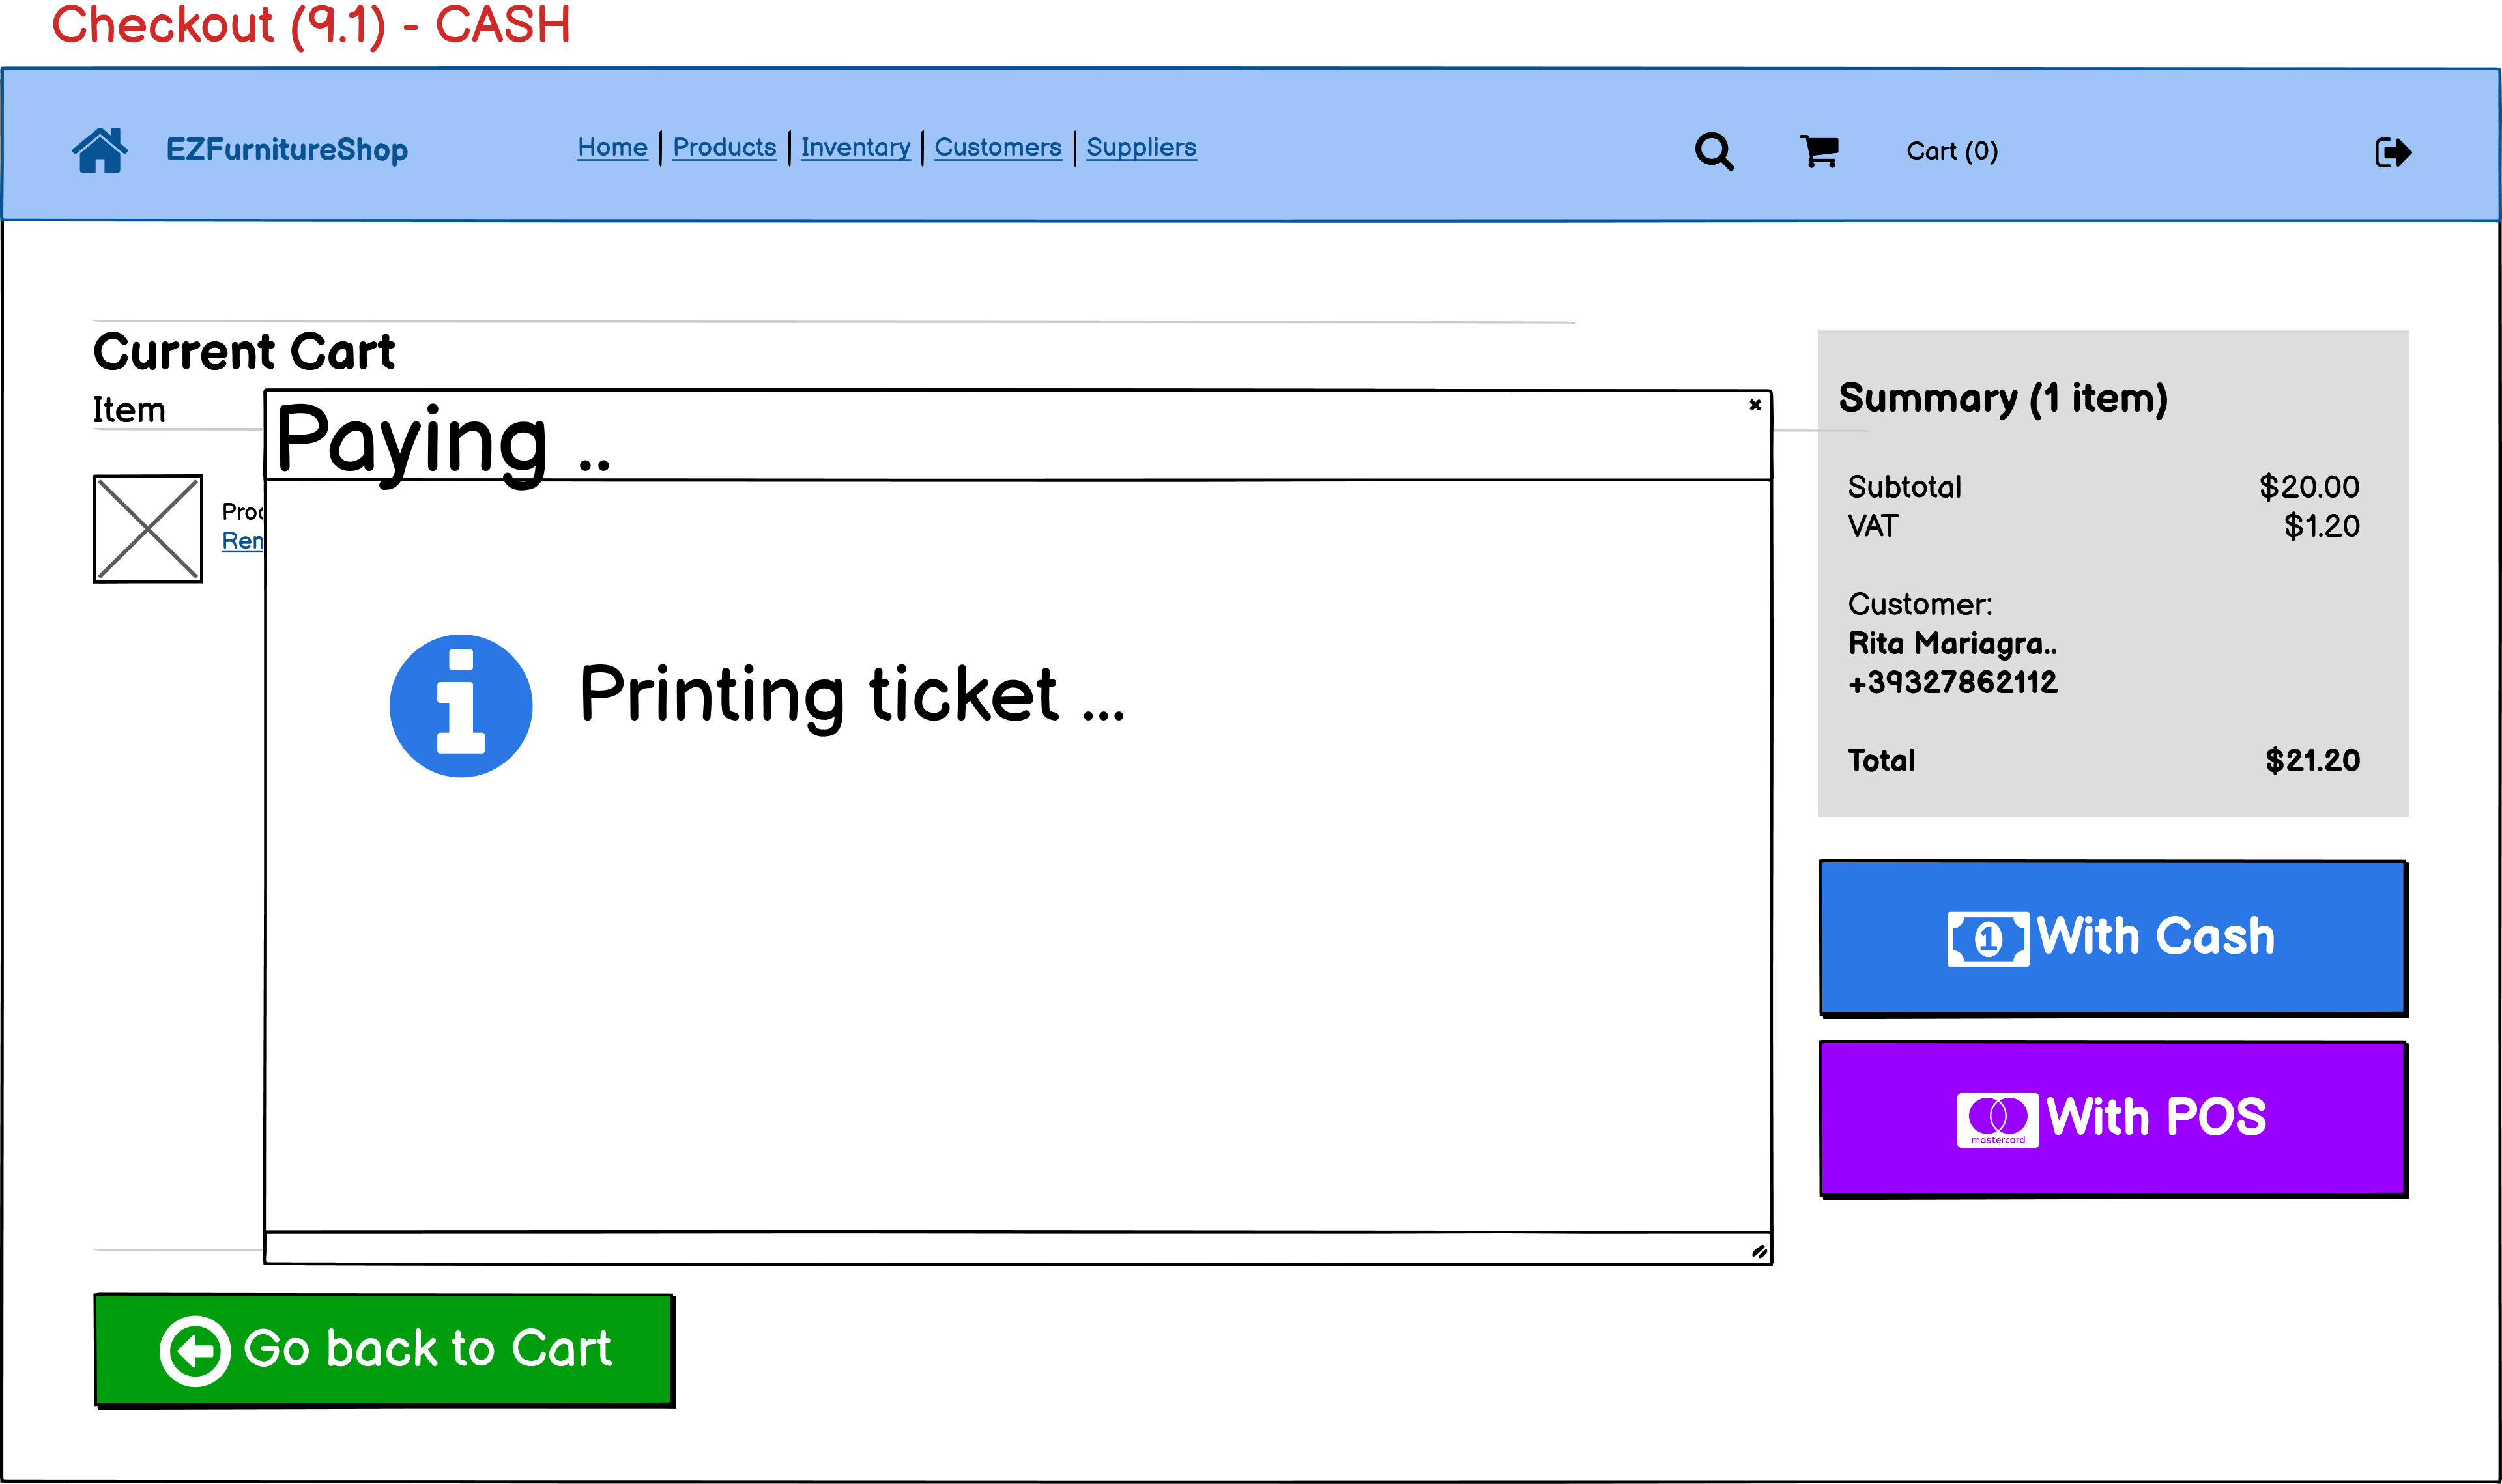 Checkout (9.1) - CASH
EZFurnitureShop
Home | Products | Inventory | Customers | Suppliers
Cart (0)
Current Cart
Item
Paying ..
Printing ticket ...
Summary (1 item)
Subtotal $20.00
VAT $1.20
Customer:
Rita Mariagra..
+39327862112
Total $21.20
1 With Cash
mastercard With POS
Go back to Cart